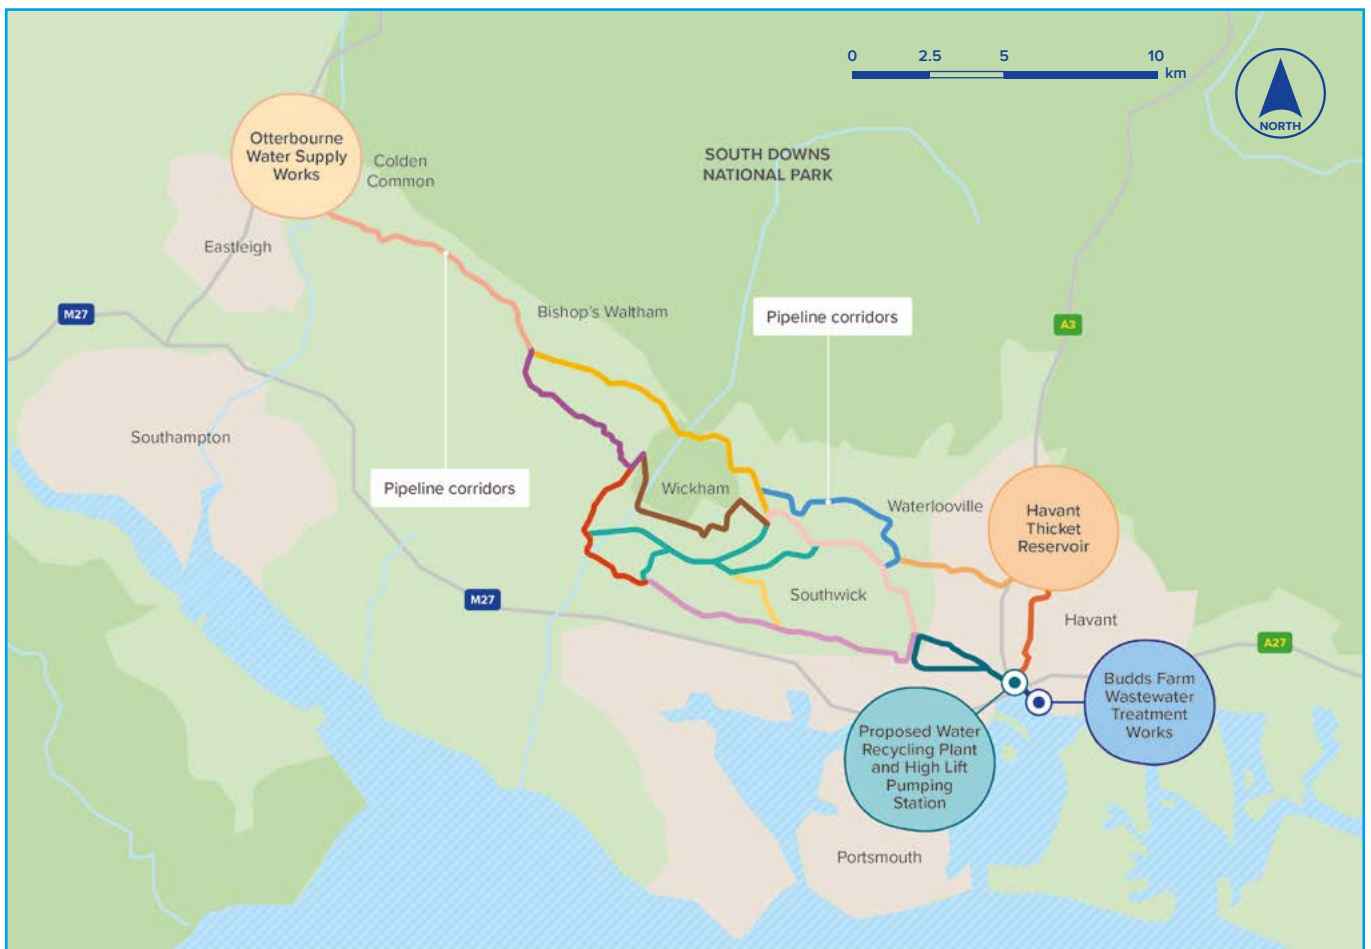 0
2.5
5
10
km
NORTH
Otterbourne
Water Supply
Works
Colden
Common
SOUTH DOWNS
NATIONAL PARK
Eastleigh
M27
Bishop's Waltham
Pipeline corridors
A3
Southampton
Pipeline corridors
Wickham
Waterlooville
Havant
Thicket
Reservoir
M27
Southwick
Havant
A27
Budds Farm
Wastewater
Treatment
Works
Proposed Water
Recycling Plant
and High Lift
Pumping
Station
Portsmouth